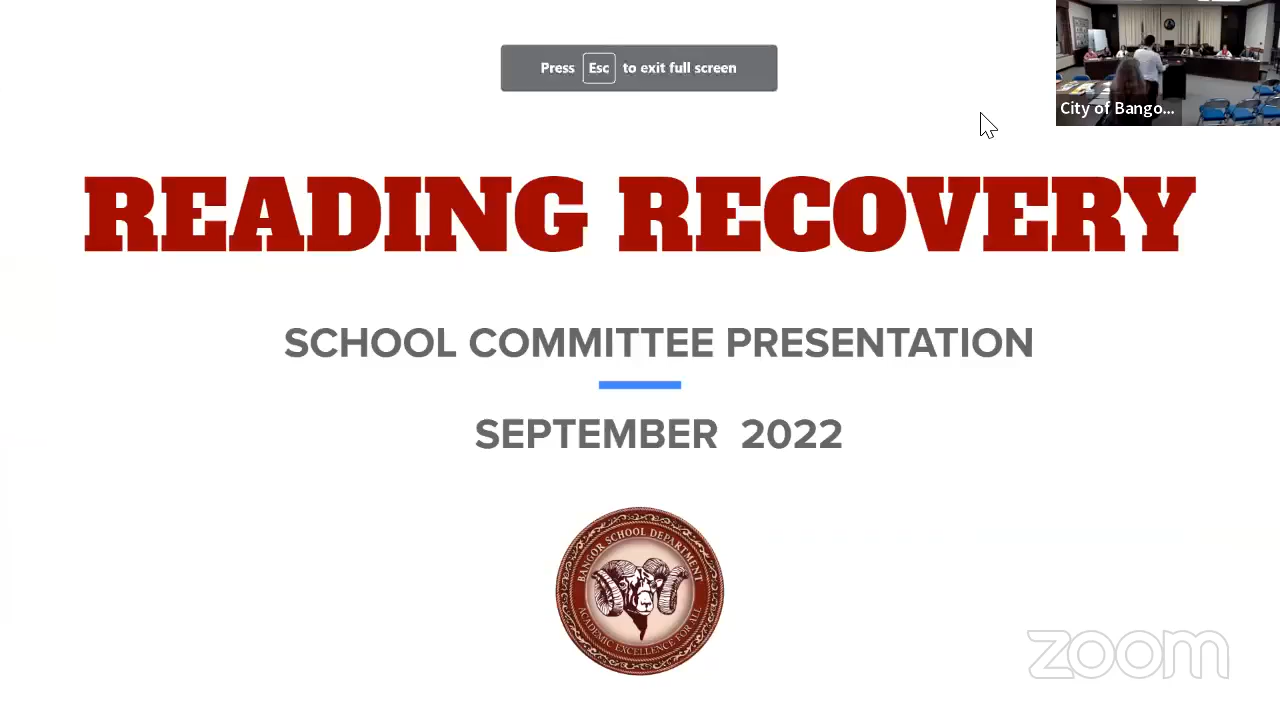 Press Esc to exit full screen
City of Bango...
READING RECOVERY
SCHOOL COMMITTEE PRESENTATION
SEPTEMBER 2022
BANGOR SCHOOL DEPARTMENT
ACADEMIC EXCELLENCE FOR ALL
zoom